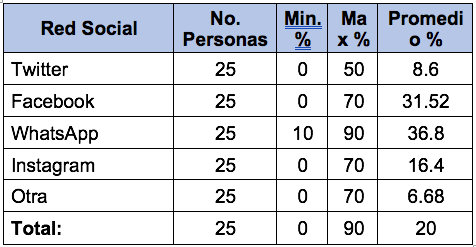 Red Social No. Personas Min. % Ma x % Promedi o %
Twitter 25 0 50 8.6
Facebook 25 0 70 31.52
WhatsApp 25 10 90 36.8
Instagram 25 0 70 16.4
Otra 25 0 70 6.68
Total: 25 0 90 20